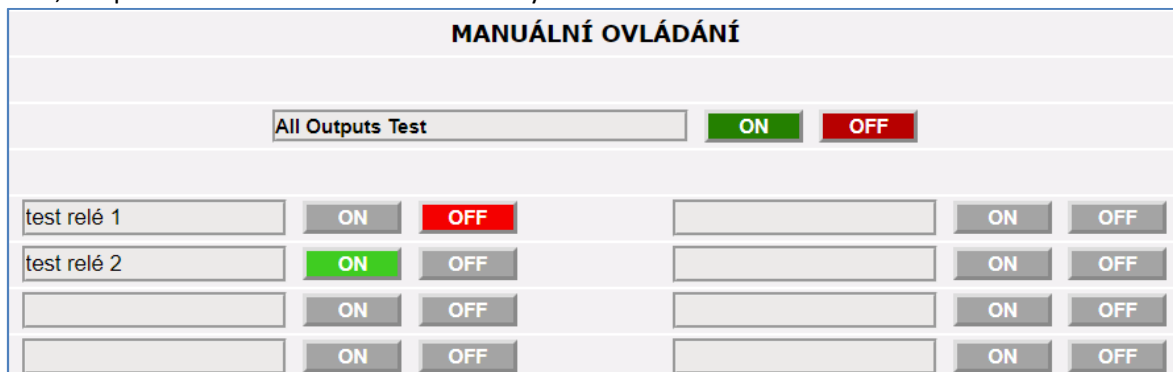 MANUÁLNÍ OVLÁDÁNÍ
All Outputs Test ON OFF
test relé 1 ON OFF ON OFF
test relé 2 ON OFF ON OFF
ON OFF ON OFF
ON OFF ON OFF